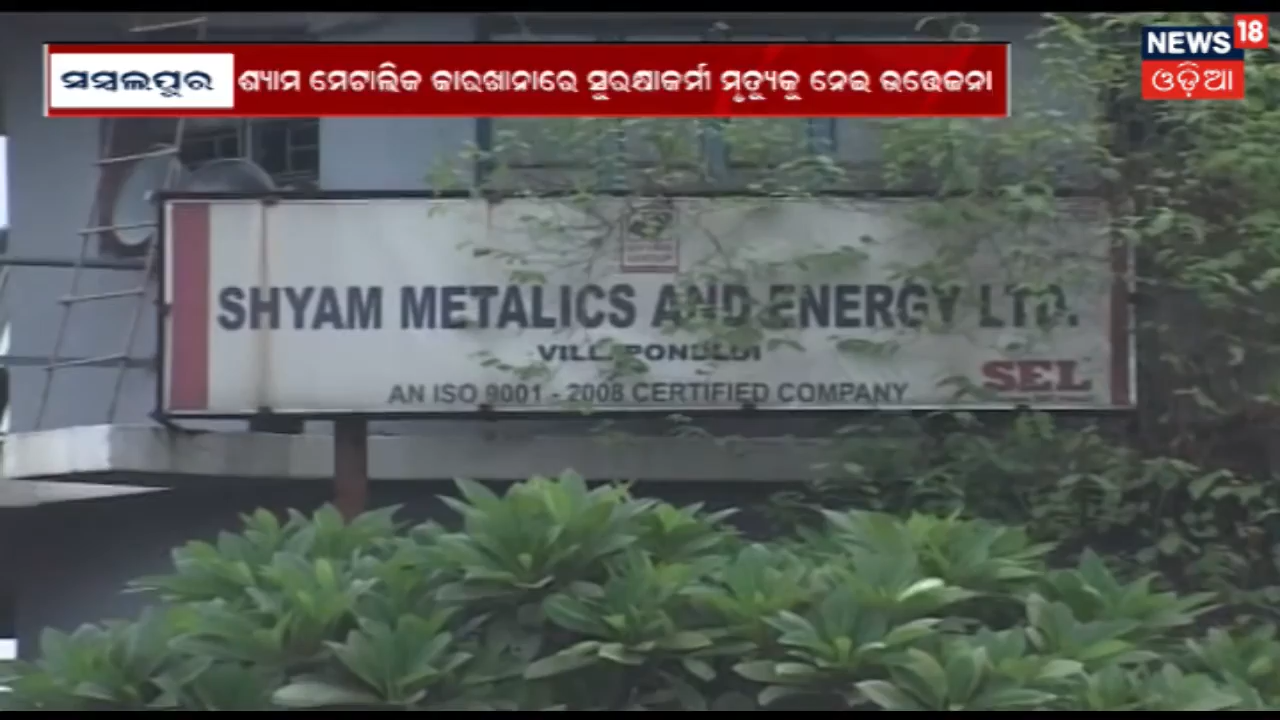 ସମ୍ବଲପୁର ଶ୍ୟାମ ମେଟାଲିକ କାରଖାନାରେ ସୁରକ୍ଷାକର୍ମୀ ମୃତ୍ୟୁକୁ ନେଇ ଉତ୍ତେଜନା
NEWS 18
ଓଡ଼ିଆ
SHYAM METALICS AND ENERGY LTD.
VILL.
AN ISO 9001 - 2008 CERTIFIED COMPANY
SEL